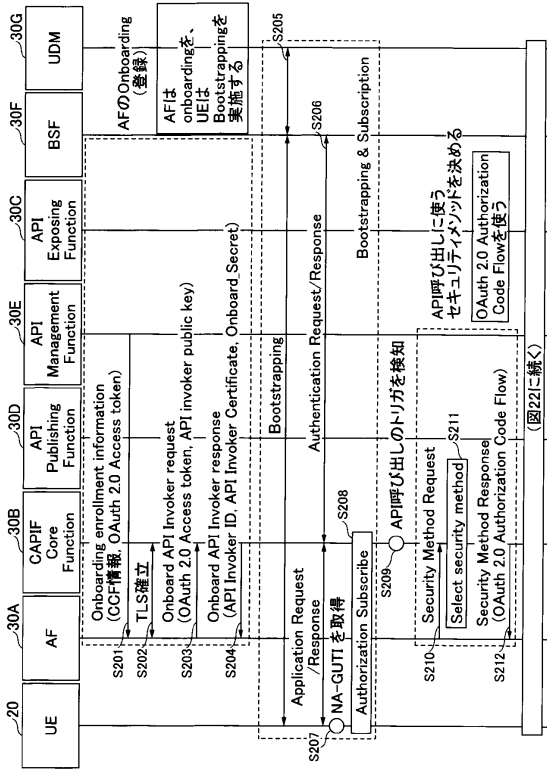 20
30A
30B
30D
30E
30C
30F
30G
UE
AF
CAPIF
Core
Function
API
Publishing
Function
API
Management
Function
API
Exposing
Function
BSF
UDM
Onboarding enrollment information
(CCF情報、OAuth 2.0 Access token)
S201
TLS確立
S202
Onboard API Invoker request
(OAuth 2.0 Access token, API invoker public key)
S203
Onboard API Invoker response
(API Invoker ID, API Invoker Certificate, Onboard_Secret)
S204
AFのOnboarding
(登録)
AFは
onboardingを、
UEは
Bootstrappingを
実施する
Bootstrapping
S205
Application Request
/Response
Authentication Request/Response
S206
S207
NA-GUTIを取得
Authorization Subscribe
S208
Bootstrapping & Subscription
S209
API呼び出しのトリガを検知
Security Method Request
S210
Select security method
S211
Security Method Response
(OAuth 2.0 Authorization Code Flow)
S212
API呼び出しに使う
セキュリティメソッドを決める
OAuth 2.0 Authorization
Code Flowを使う
(図22に続く)